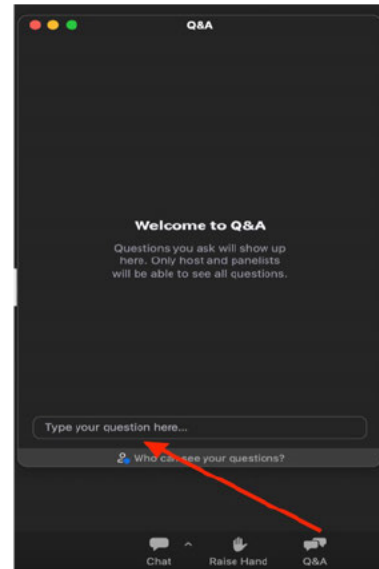 Q&A
Welcome to Q&A
Questions you ask will show up
here. Only host and panelists
will be able to see all questions.
Type your question here...
Who can see your questions?
Chat Raise Hand Q&A